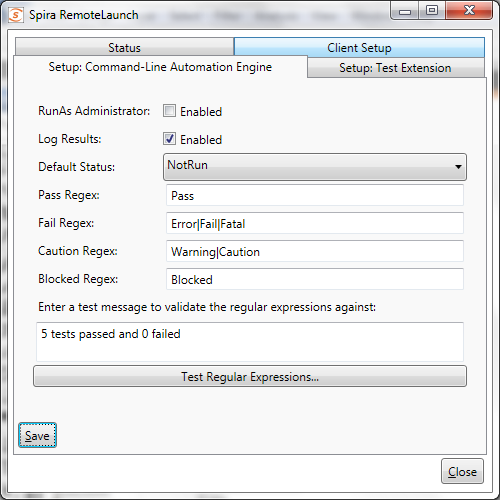 Spira RemoteLaunch
Status
Client Setup
Setup: Command-Line Automation Engine
Setup: Test Extension
RunAs Administrator: Enabled
Log Results: Enabled
Default Status: NotRun
Pass Regex: Pass
Fail Regex: Error|Fail|Fatal
Caution Regex: Warning|Caution
Blocked Regex: Blocked
Enter a test message to validate the regular expressions against:
5 tests passed and 0 failed
Test Regular Expressions...
Save
Close